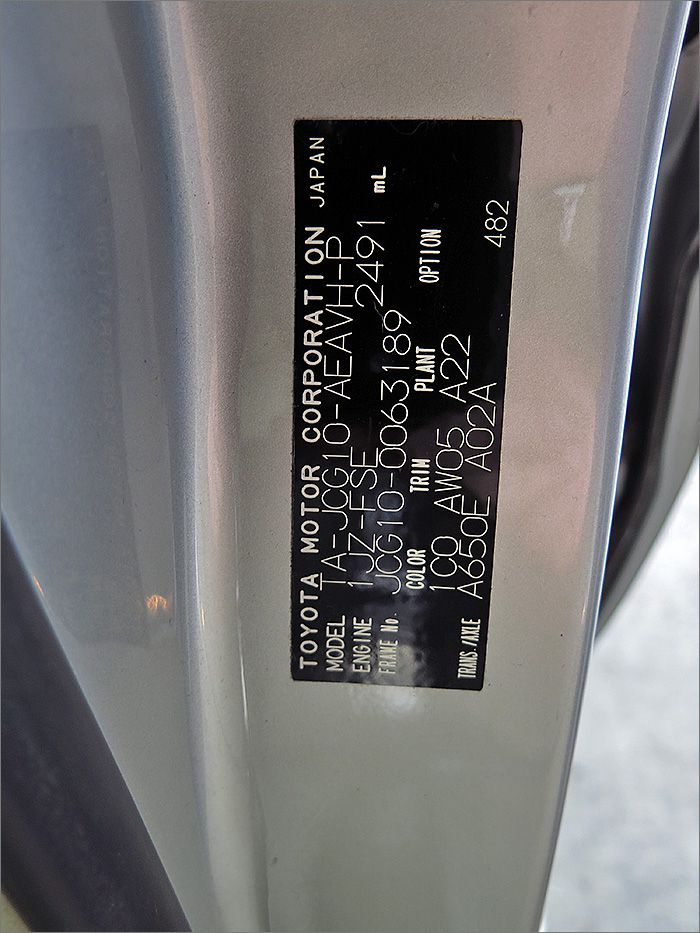 TOYOTA MOTOR CORPORATION JAPAN
MODEL TA-JCG10-AEAVH-P
ENGINE 1JZ-FSE 2491 mL
FRAME No. JCG10-0063189
COLOR TRIM PLANT OPTION
1C0 AW05 A22
TRANS./AXLE A650E A02A 482